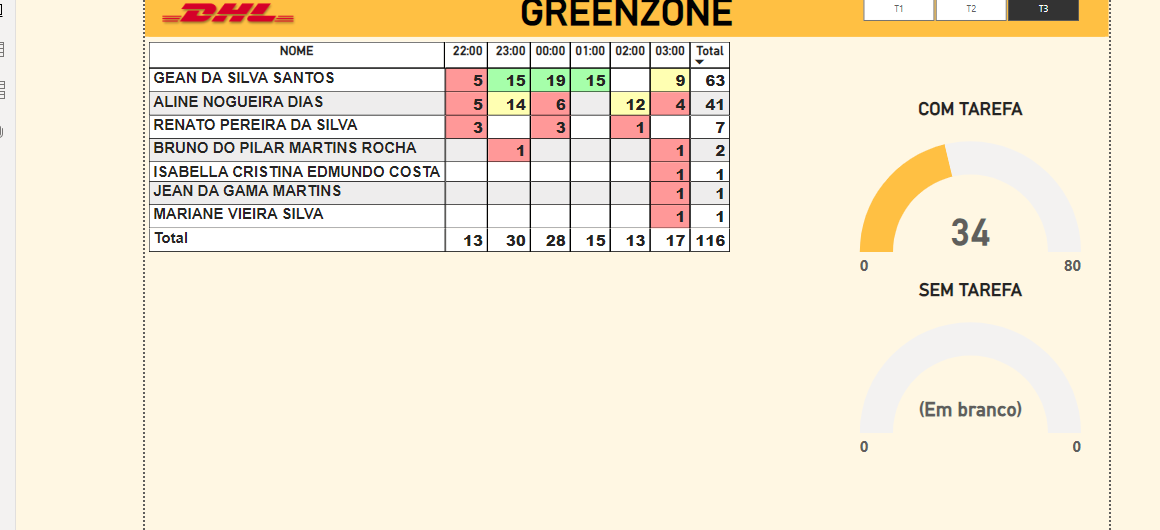 DHL GREENZONE T1 T2 T3
NOME 22:00 23:00 00:00 01:00 02:00 03:00 Total
GEAN DA SILVA SANTOS 5 15 19 15 9 63
ALINE NOGUEIRA DIAS 5 14 6 12 4 41
RENATO PEREIRA DA SILVA 3 3 1 7
BRUNO DO PILAR MARTINS ROCHA 1 1 2
ISABELLA CRISTINA EDMUNDO COSTA 1 1
JEAN DA GAMA MARTINS 1 1
MARIANE VIEIRA SILVA 1 1
Total 13 30 28 15 13 17 116
COM TAREFA
34
0 80
SEM TAREFA
(Em branco)
0 0